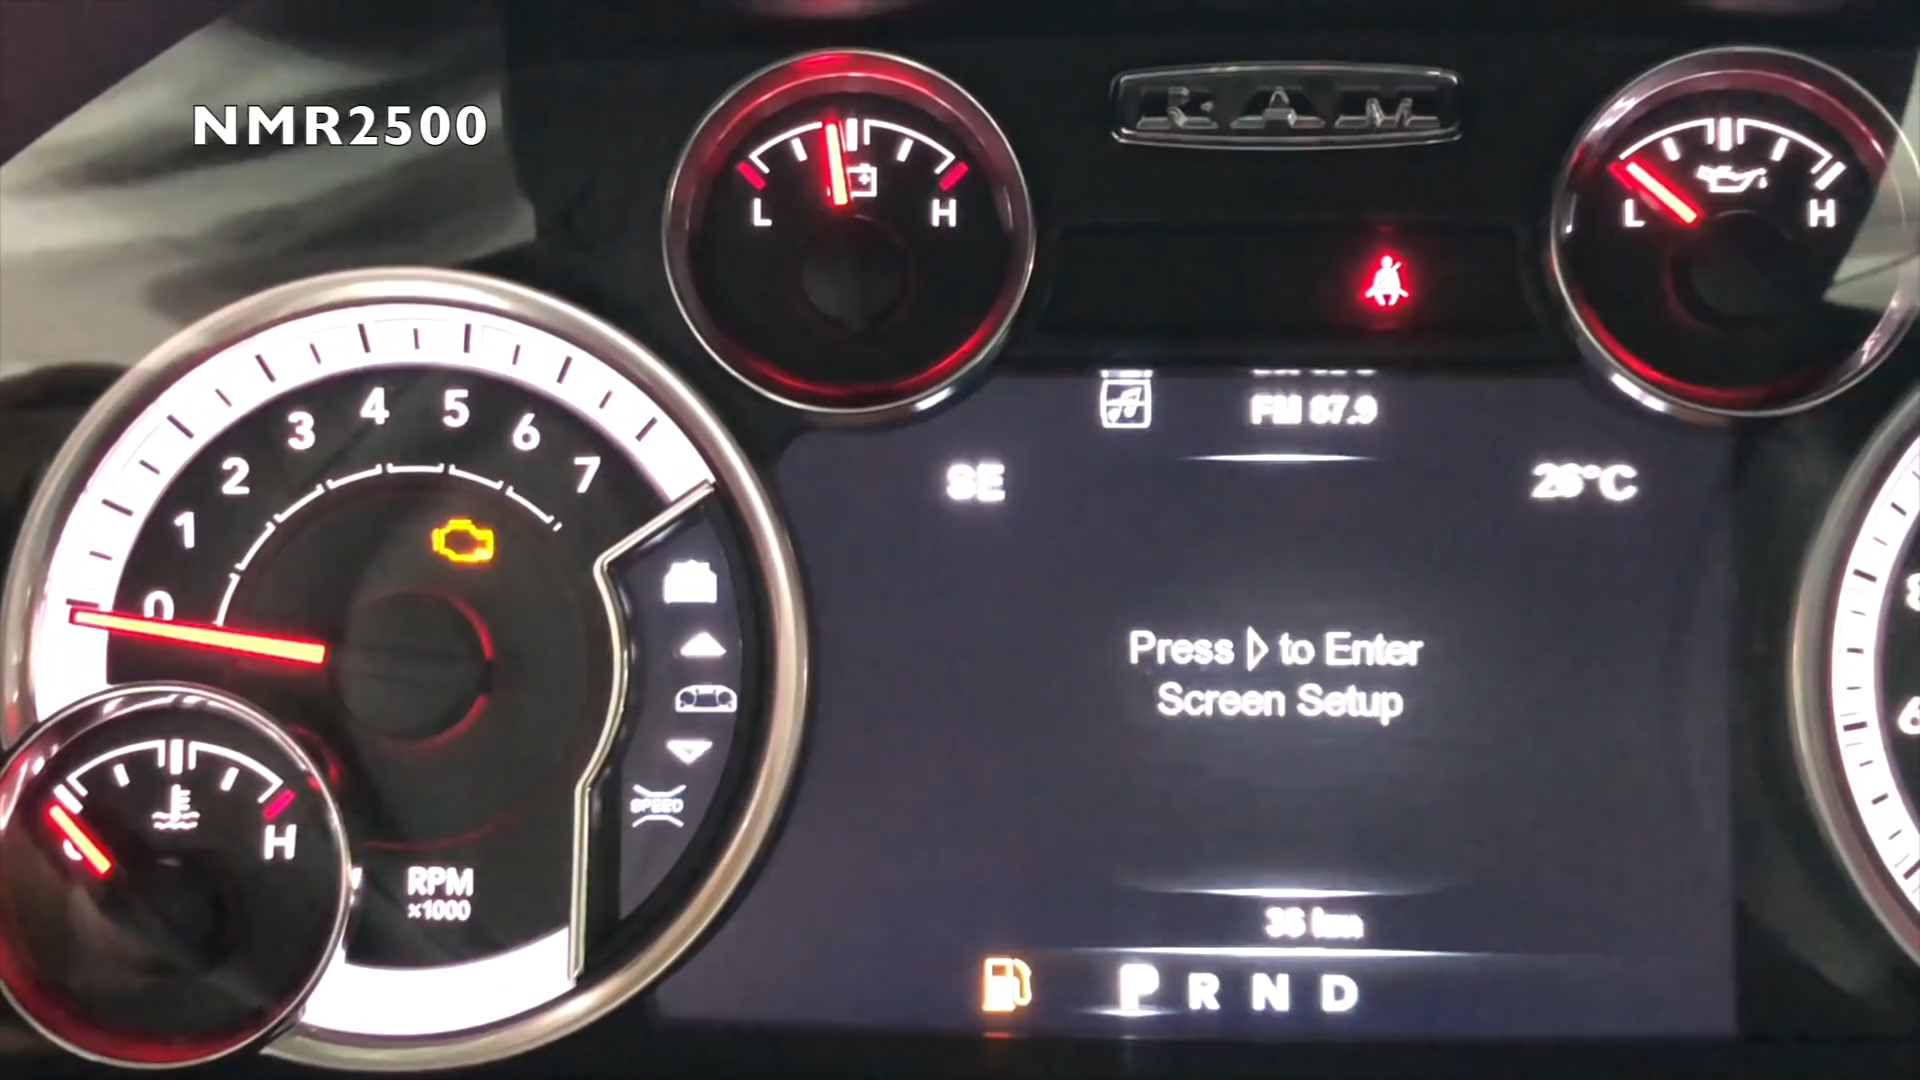 NMR2500
RAM
L H
L H
FM 87.9
SE 26°C
0 1 2 3 4 5 6 7
Press ▷ to Enter
Screen Setup
SPEED
H
RPM
x1000
36 km
P R N D